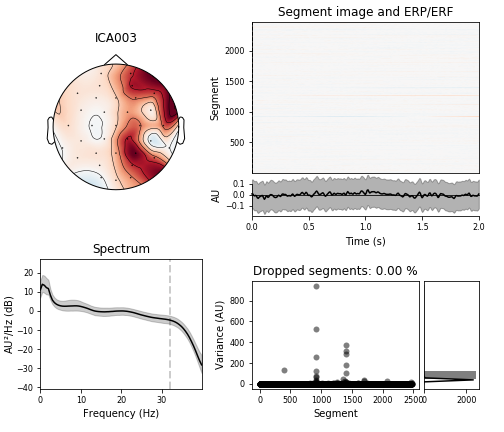 ICA003
Segment image and ERP/ERF
Segment
2000
1500
1000
500
AU
0.1
0.0
−0.1
0.0 0.5 1.0 1.5 2.0
Time (s)
Spectrum
AU²/Hz (dB)
20
10
0
−10
−20
−30
−40
0 10 20 30
Frequency (Hz)
Dropped segments: 0.00 %
Variance (AU)
800
600
400
200
0
0 500 1000 1500 2000 2500
Segment
0 2000